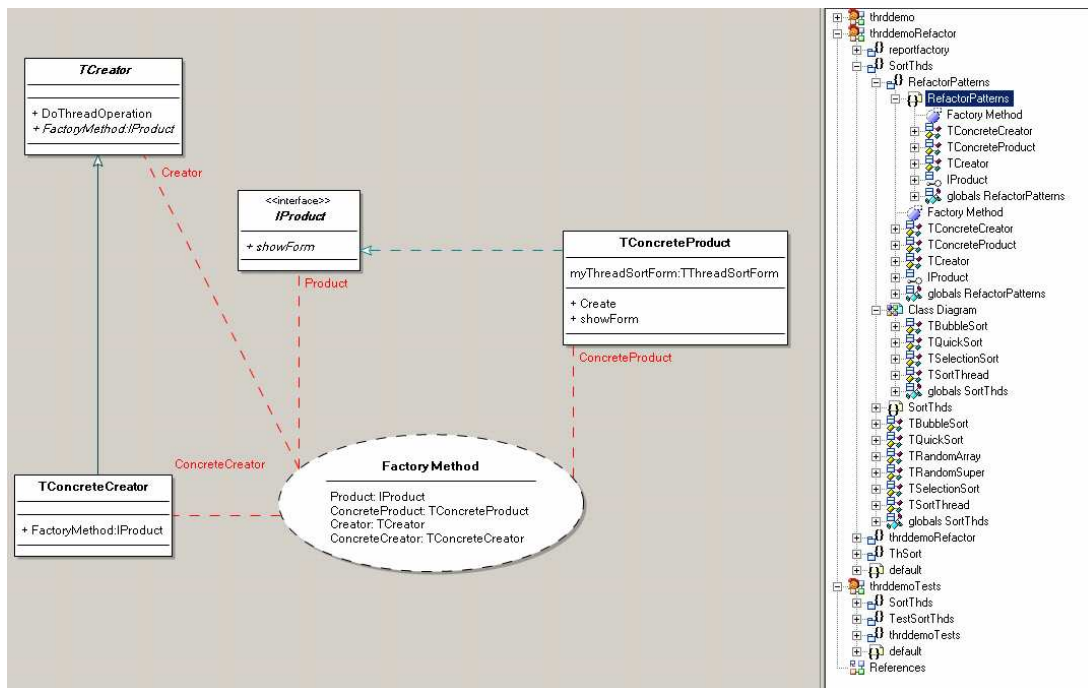 TCreator
+ DoThreadOperation
+ FactoryMethod:IProduct
Creator
<<interface>>
IProduct
+ showForm
Product
TConcreteProduct
myThreadSortForm:TThreadSortForm
+ Create
+ showForm
ConcreteProduct
ConcreteCreator
TConcreteCreator
+ FactoryMethod:IProduct
FactoryMethod
Product: IProduct
ConcreteProduct: TConcreteProduct
Creator: TCreator
ConcreteCreator: TConcreteCreator
thrddemo
thrddemoRefactor
reportfactory
SortThds
RefactorPatterns
RefactorPatterns
Factory Method
TConcreteCreator
TConcreteProduct
TCreator
IProduct
globals RefactorPatterns
Factory Method
TConcreteCreator
TConcreteProduct
TCreator
IProduct
globals RefactorPatterns
Class Diagram
TBubbleSort
TQuickSort
TSelectionSort
TSortThread
globals SortThds
SortThds
TBubbleSort
TQuickSort
TRandomArray
TRandomSuper
TSelectionSort
TSortThread
globals SortThds
thrddemoRefactor
ThSort
default
thrddemoTests
SortThds
TestSortThds
thrddemoTests
default
References